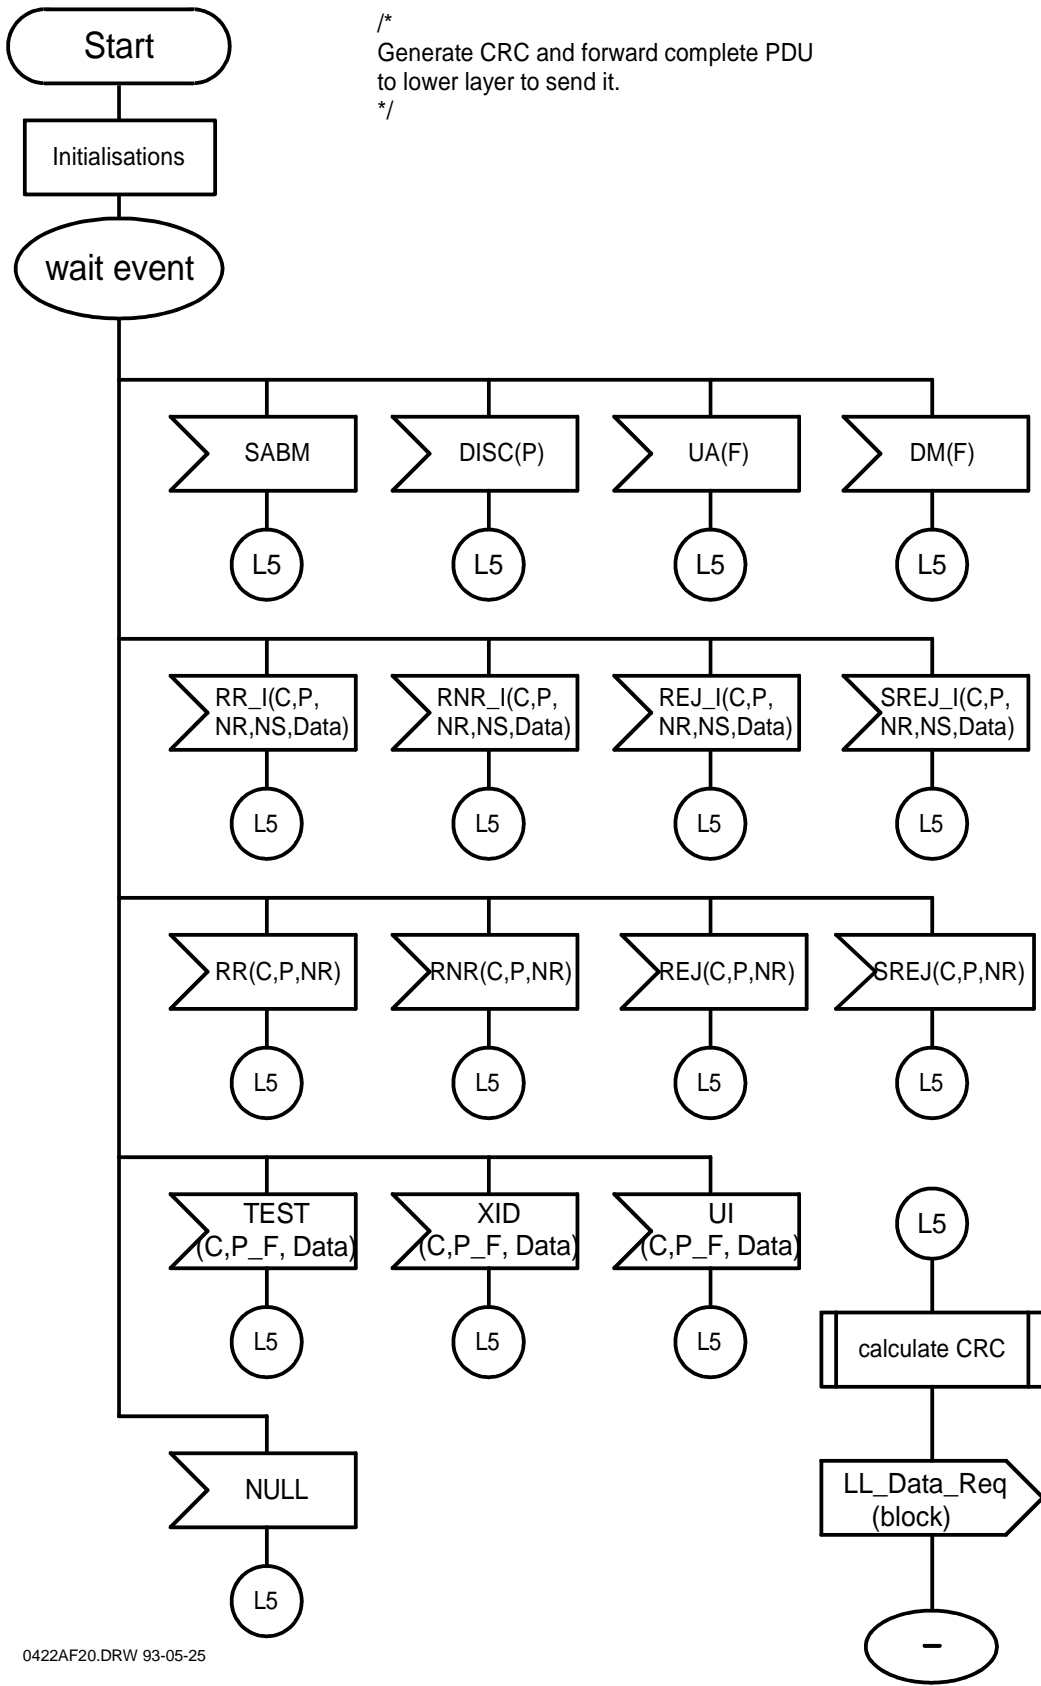 Start
/*
Generate CRC and forward complete PDU
to lower layer to send it.
*/
Initialisations
wait event
SABM
DISC(P)
UA(F)
DM(F)
L5
L5
L5
L5
RR_I(C,P,
NR,NS,Data)
RNR_I(C,P,
NR,NS,Data)
REJ_I(C,P,
NR,NS,Data)
SREJ_I(C,P,
NR,NS,Data)
L5
L5
L5
L5
RR(C,P,NR)
RNR(C,P,NR)
REJ(C,P,NR)
SREJ(C,P,NR)
L5
L5
L5
L5
TEST
(C,P_F, Data)
XID
(C,P_F, Data)
UI
(C,P_F, Data)
L5
L5
L5
L5
calculate CRC
NULL
LL_Data_Req
(block)
L5
–
0422AF20.DRW 93-05-25